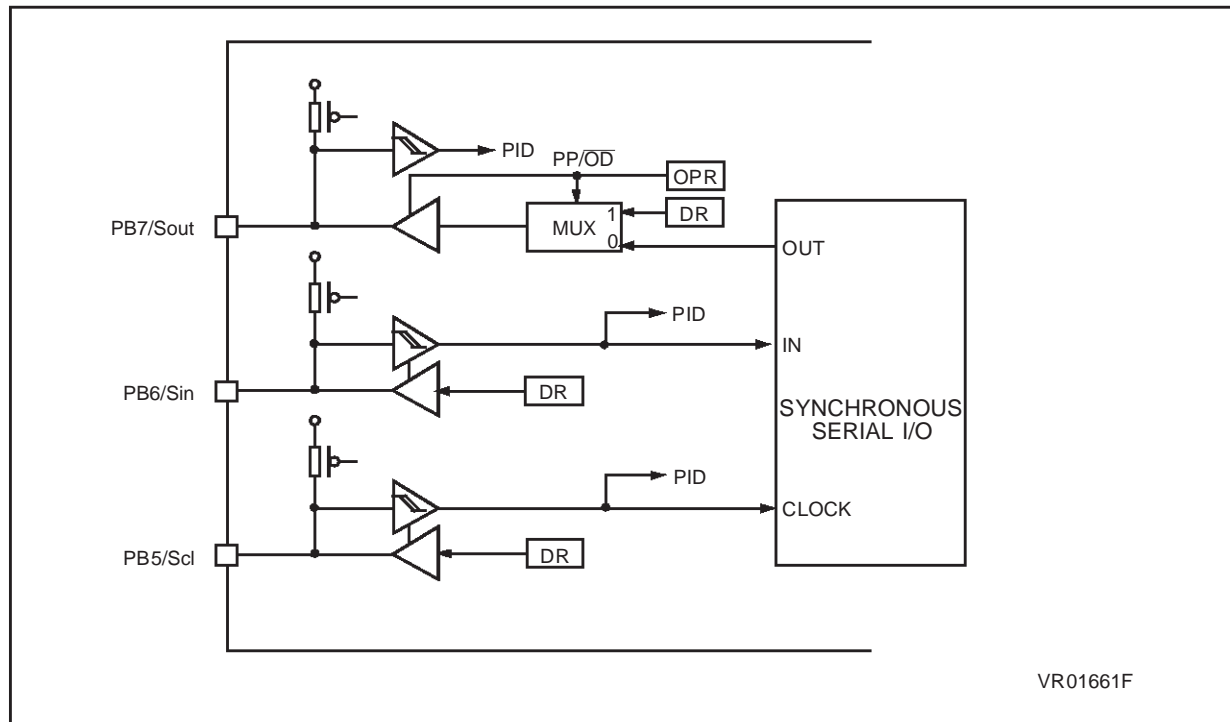 PID
PP/OD
OPR
PB7/Sout
MUX
1
0
DR
OUT
PID
IN
PB6/Sin
DR
SYNCHRONOUS
SERIAL I/O
PID
CLOCK
PB5/Scl
DR
VR01661F